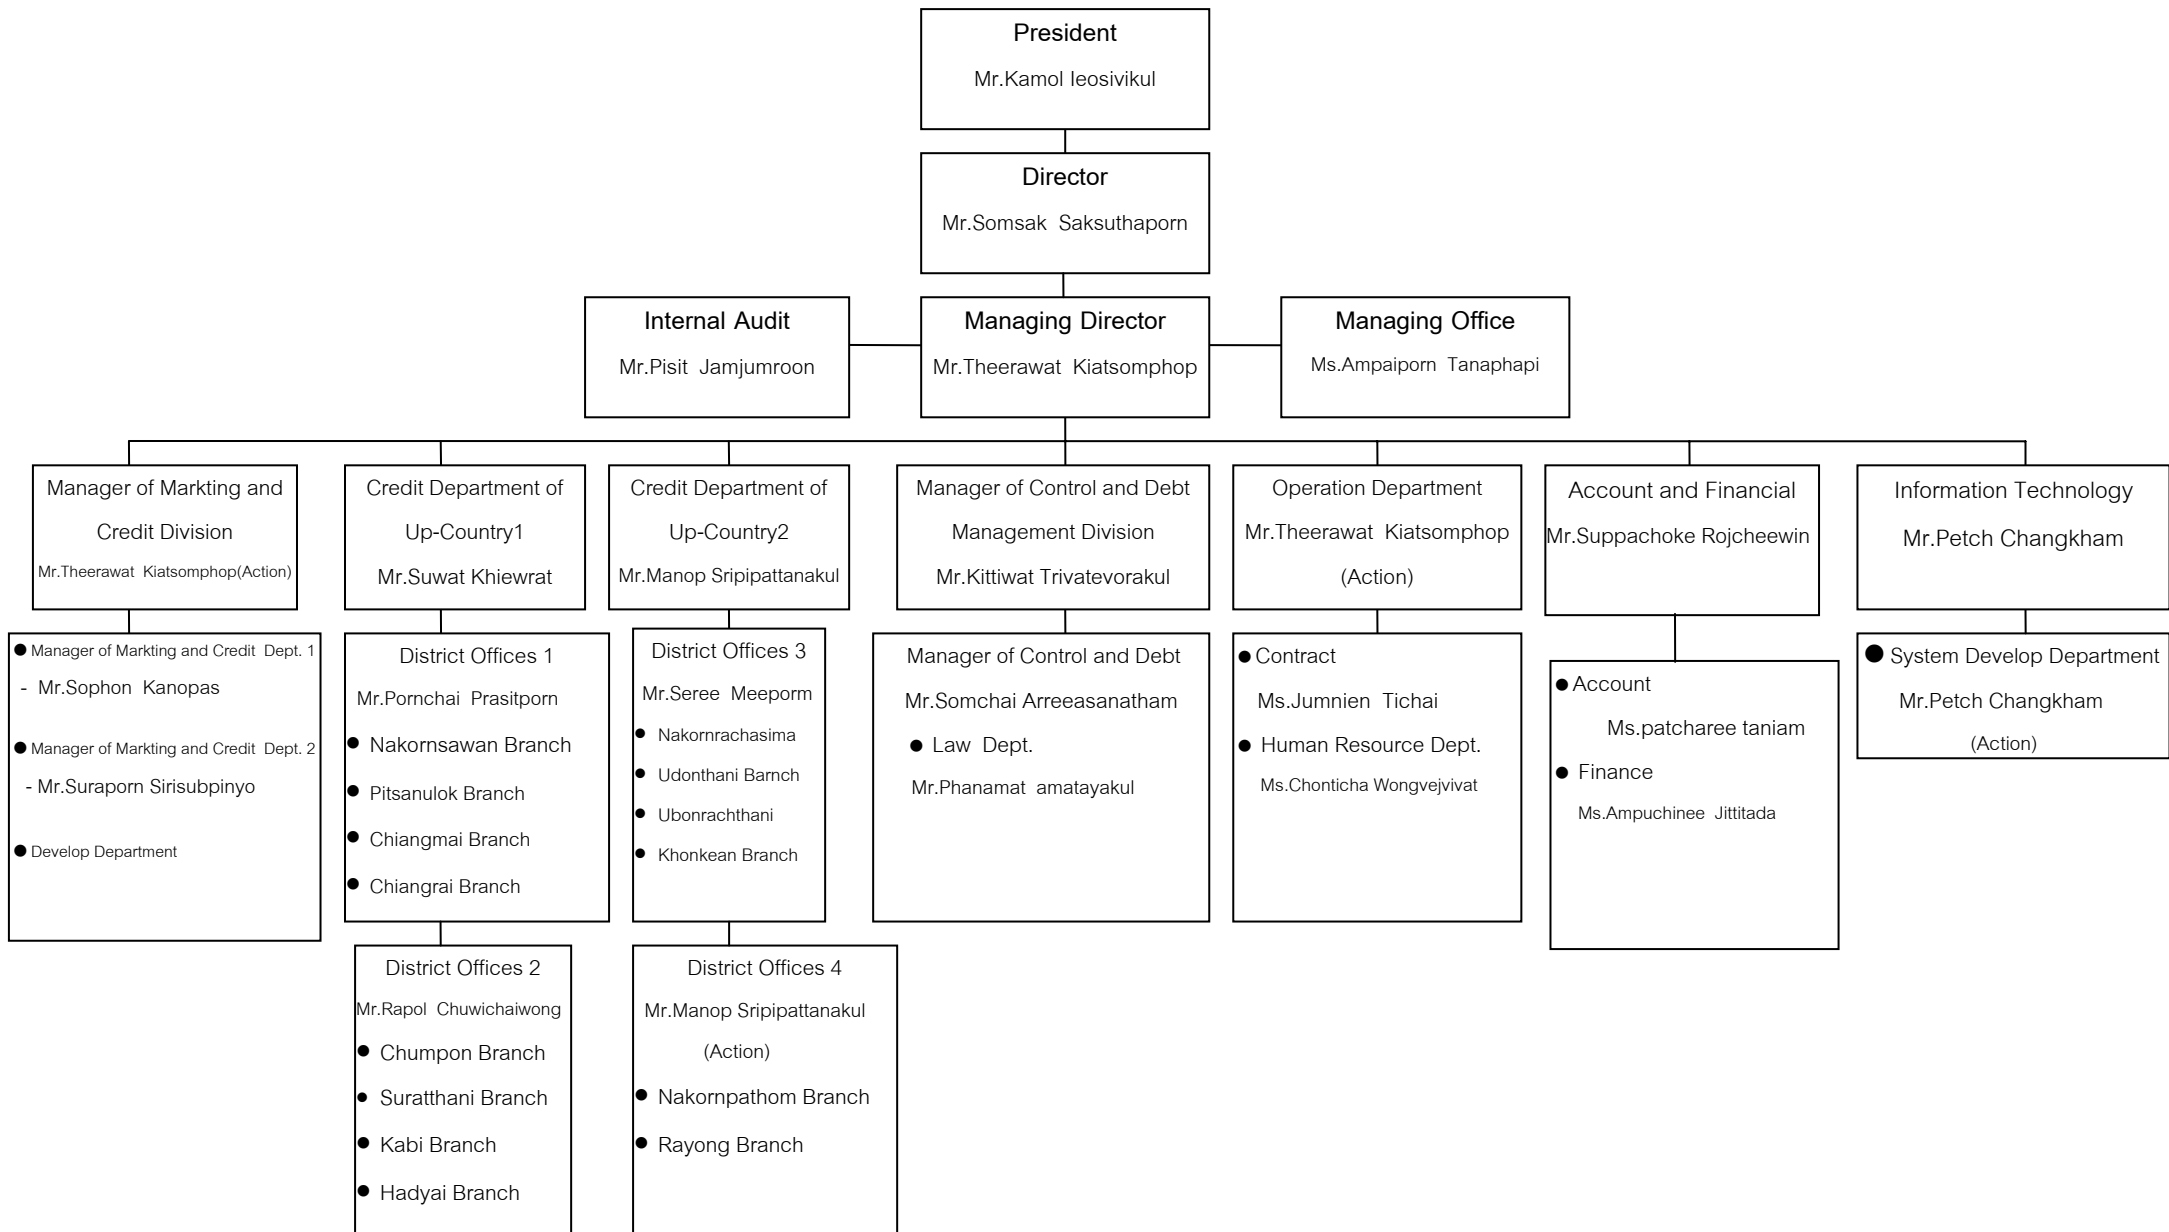 President
Mr.Kamol Ieosivikul
Director
Mr.Somsak Saksuthaporn
Internal Audit
Mr.Pisit Jamjumroon
Managing Director
Mr.Theerawat Kiatsomphop
Managing Office
Ms.Ampaiporn Tanaphapi
Manager of Markting and
Credit Division
Mr.Theerawat Kiatsomphop(Action)
Credit Department of
Up-Country1
Mr.Suwat Khiewrat
Credit Department of
Up-Country2
Mr.Manop Sripipattanakul
Manager of Control and Debt
Management Division
Mr.Kittiwat Trivatevorakul
Operation Department
Mr.Theerawat Kiatsomphop
(Action)
Account and Financial
Mr.Suppachoke Rojcheewin
Information Technology
Mr.Petch Changkham
● Manager of Markting and Credit Dept. 1
- Mr.Sophon Kanopas
● Manager of Markting and Credit Dept. 2
- Mr.Suraporn Sirisubpinyo
● Develop Department
District Offices 1
Mr.Pornchai Prasitporn
● Nakornsawan Branch
● Pitsanulok Branch
● Chiangmai Branch
● Chiangrai Branch
District Offices 2
Mr.Rapol Chuwichaiwong
● Chumpon Branch
● Suratthani Branch
● Kabi Branch
● Hadyai Branch
District Offices 3
Mr.Seree Meeporm
● Nakornrachasima
● Udonthani Barnch
● Ubonrachthani
● Khonkean Branch
District Offices 4
Mr.Manop Sripipattanakul
(Action)
● Nakornpathom Branch
● Rayong Branch
Manager of Control and Debt
Mr.Somchai Arreeasanatham
● Law Dept.
Mr.Phanamat amatayakul
● Contract
Ms.Jumnien Tichai
● Human Resource Dept.
Ms.Chonticha Wongvejvivat
● Account
Ms.patcharee taniam
● Finance
Ms.Ampuchinee Jittitada
● System Develop Department
Mr.Petch Changkham
(Action)